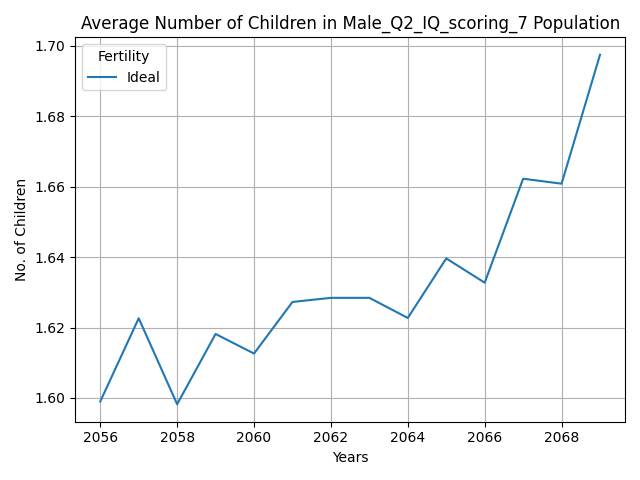 Average Number of Children in Male_Q2_IQ_scoring_7 Population
Fertility
Ideal
No. of Children
1.70
1.68
1.66
1.64
1.62
1.60
2056 2058 2060 2062 2064 2066 2068
Years